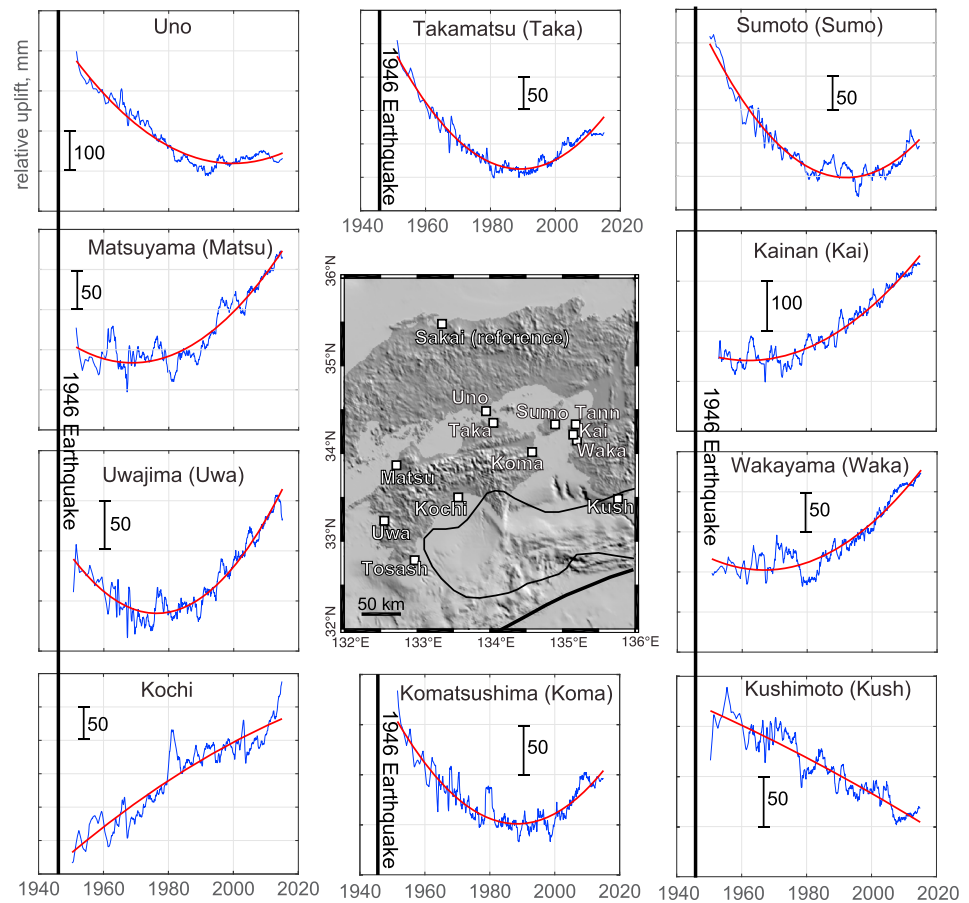 Uno
relative uplift, mm
100
Takamatsu (Taka)
50
1946 Earthquake
1940 1960 1980 2000 2020
Sumoto (Sumo)
50
Matsuyama (Matsu)
50
1946 Earthquake
Kainan (Kai)
100
1946 Earthquake
Uwajima (Uwa)
50
Wakayama (Waka)
50
36°N
35°N
34°N
33°N
32°N
Sakai (reference)
Uno
Sumo Tann
Taka
Kai
Waka
Koma
Matsu
Kochi
Kush
Uwa
Tosash
50 km
132°E 133°E 134°E 135°E 136°E
Kochi
50
1940 1960 1980 2000 2020
Komatsushima (Koma)
50
1946 Earthquake
1940 1960 1980 2000 2020
Kushimoto (Kush)
50
1940 1960 1980 2000 2020